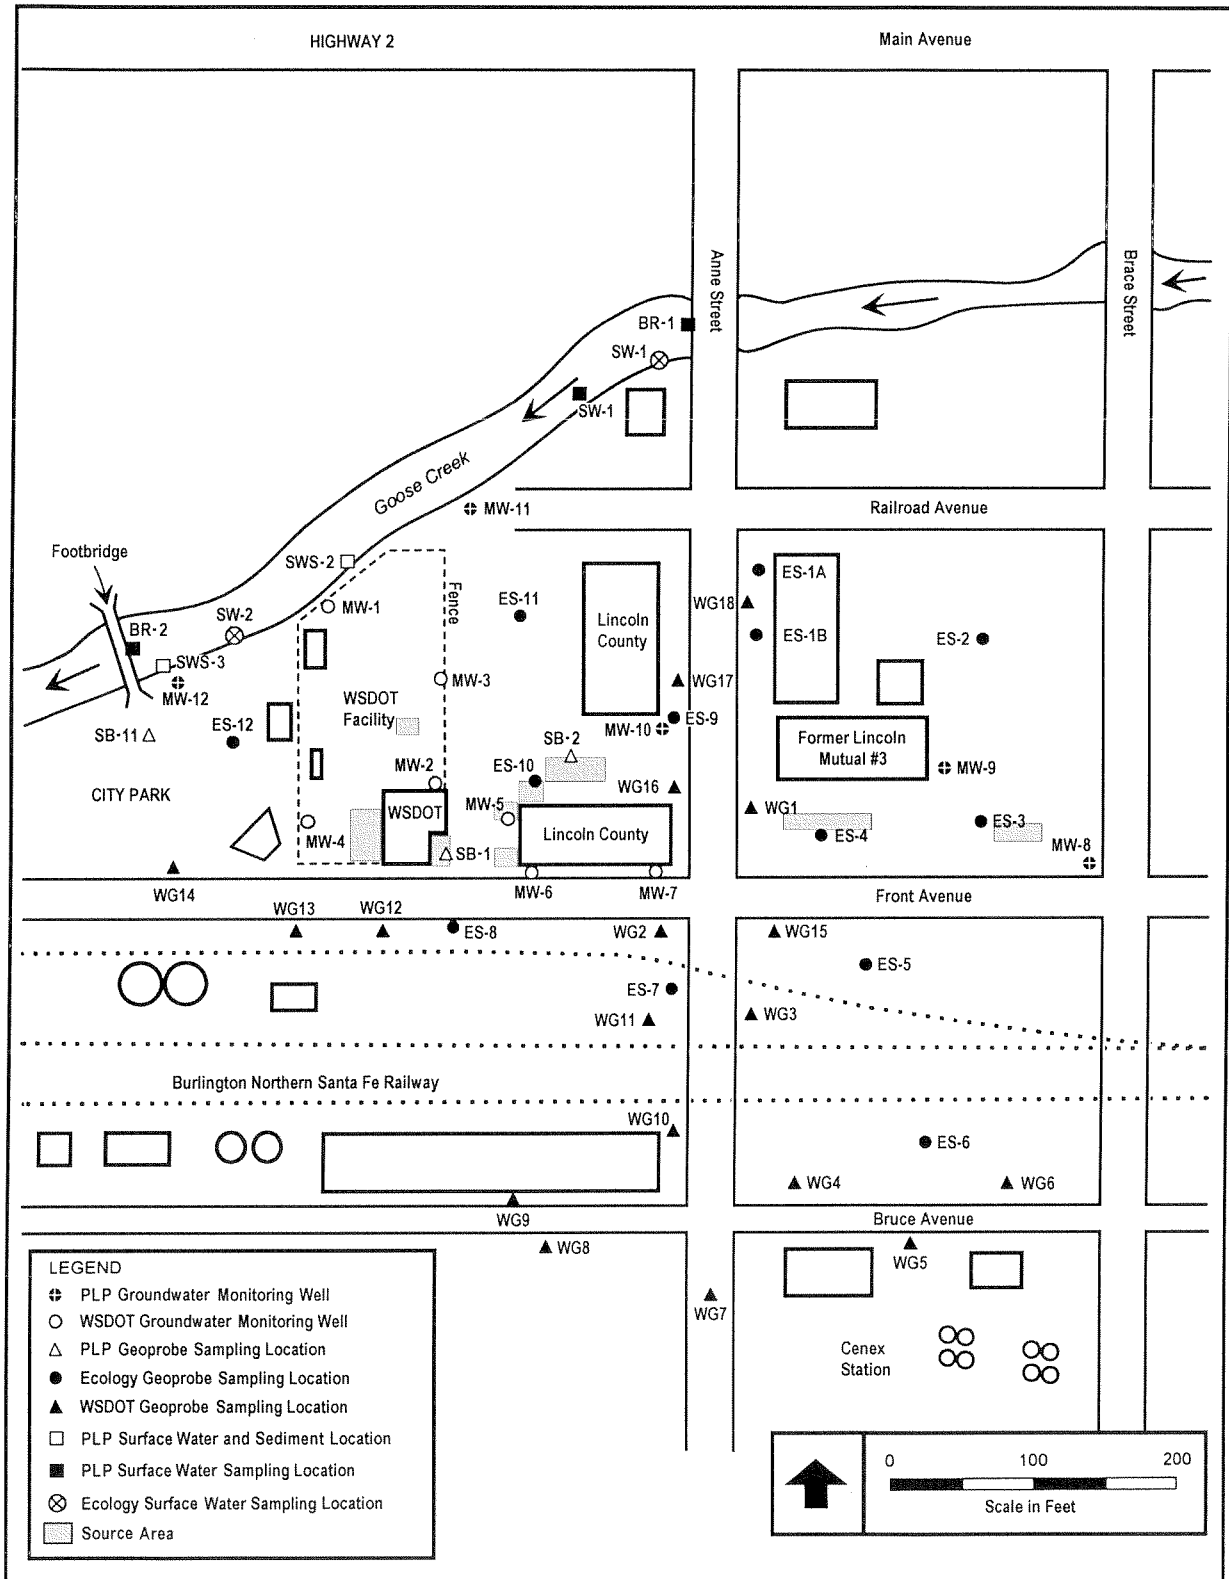 HIGHWAY 2
Main Avenue
Anne Street
Brace Street
BR-1
SW-1
SW-1
Goose Creek
MW-11
Railroad Avenue
Footbridge
SWS-2
MW-1
Fence
ES-11
Lincoln
County
WG18
ES-1A
ES-1B
ES-2
SW-2
BR-2
SWS-3
MW-12
MW-3
WG17
WSDOT
Facility
ES-12
SB-11
ES-9
MW-10
SB-2
Former Lincoln
Mutual #3
MW-9
MW-2
ES-10
WG16
CITY PARK
WSDOT
MW-5
Lincoln County
WG1
ES-4
ES-3
MW-4
SB-1
MW-8
WG14
MW-6
MW-7
Front Avenue
WG13
WG12
ES-8
WG2
WG15
ES-5
ES-7
WG11
WG3
Burlington Northern Santa Fe Railway
WG10
ES-6
WG4
WG6
WG9
Bruce Avenue
WG8
WG5
WG7
Cenex
Station
LEGEND
PLP Groundwater Monitoring Well
WSDOT Groundwater Monitoring Well
PLP Geoprobe Sampling Location
Ecology Geoprobe Sampling Location
WSDOT Geoprobe Sampling Location
PLP Surface Water and Sediment Location
PLP Surface Water Sampling Location
Ecology Surface Water Sampling Location
Source Area
0 100 200
Scale in Feet